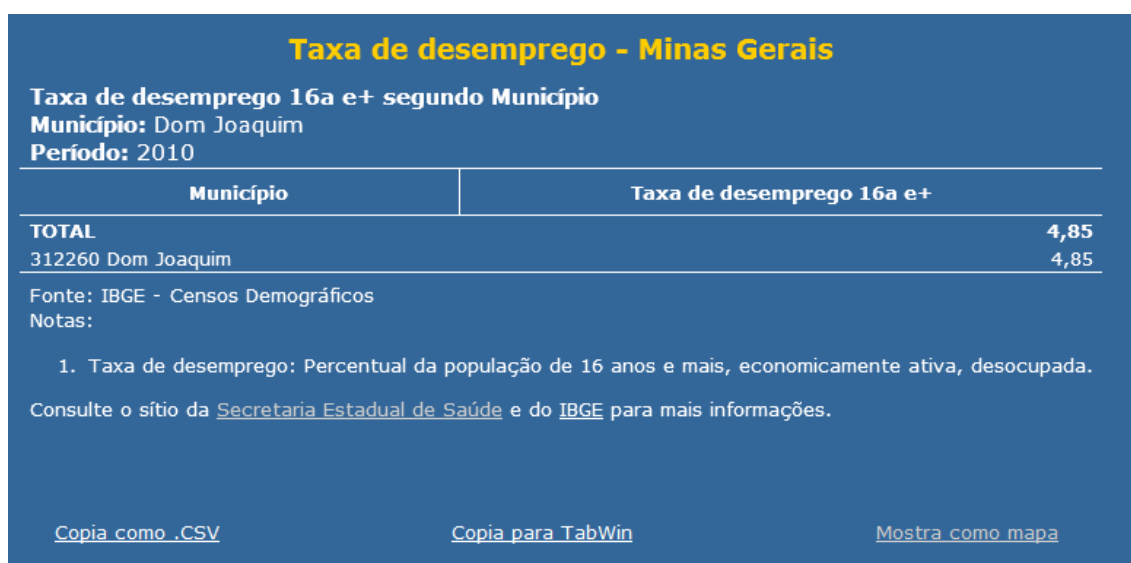 Taxa de desemprego - Minas Gerais
Taxa de desemprego 16a e+ segundo Município
Município: Dom Joaquim
Período: 2010
Município Taxa de desemprego 16a e+
TOTAL 4,85
312260 Dom Joaquim 4,85
Fonte: IBGE - Censos Demográficos
Notas:
1. Taxa de desemprego: Percentual da população de 16 anos e mais, economicamente ativa, desocupada.
Consulte o sítio da Secretaria Estadual de Saúde e do IBGE para mais informações.
Copia como .CSV Copia para TabWin Mostra como mapa